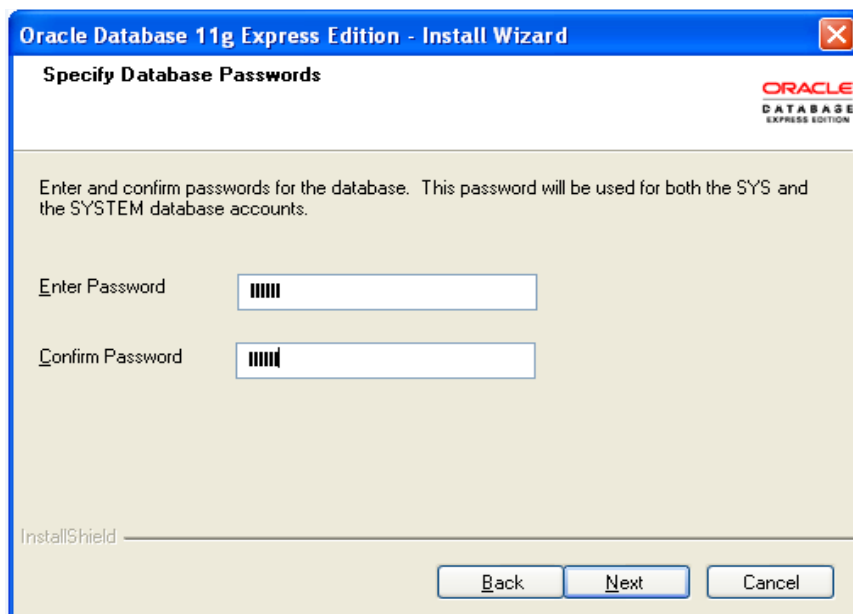 Oracle Database 11g Express Edition - Install Wizard
Specify Database Passwords
ORACLE
DATABASE
EXPRESS EDITION
Enter and confirm passwords for the database. This password will be used for both the SYS and
the SYSTEM database accounts.
Enter Password
Confirm Password
InstallShield
Back
Next
Cancel